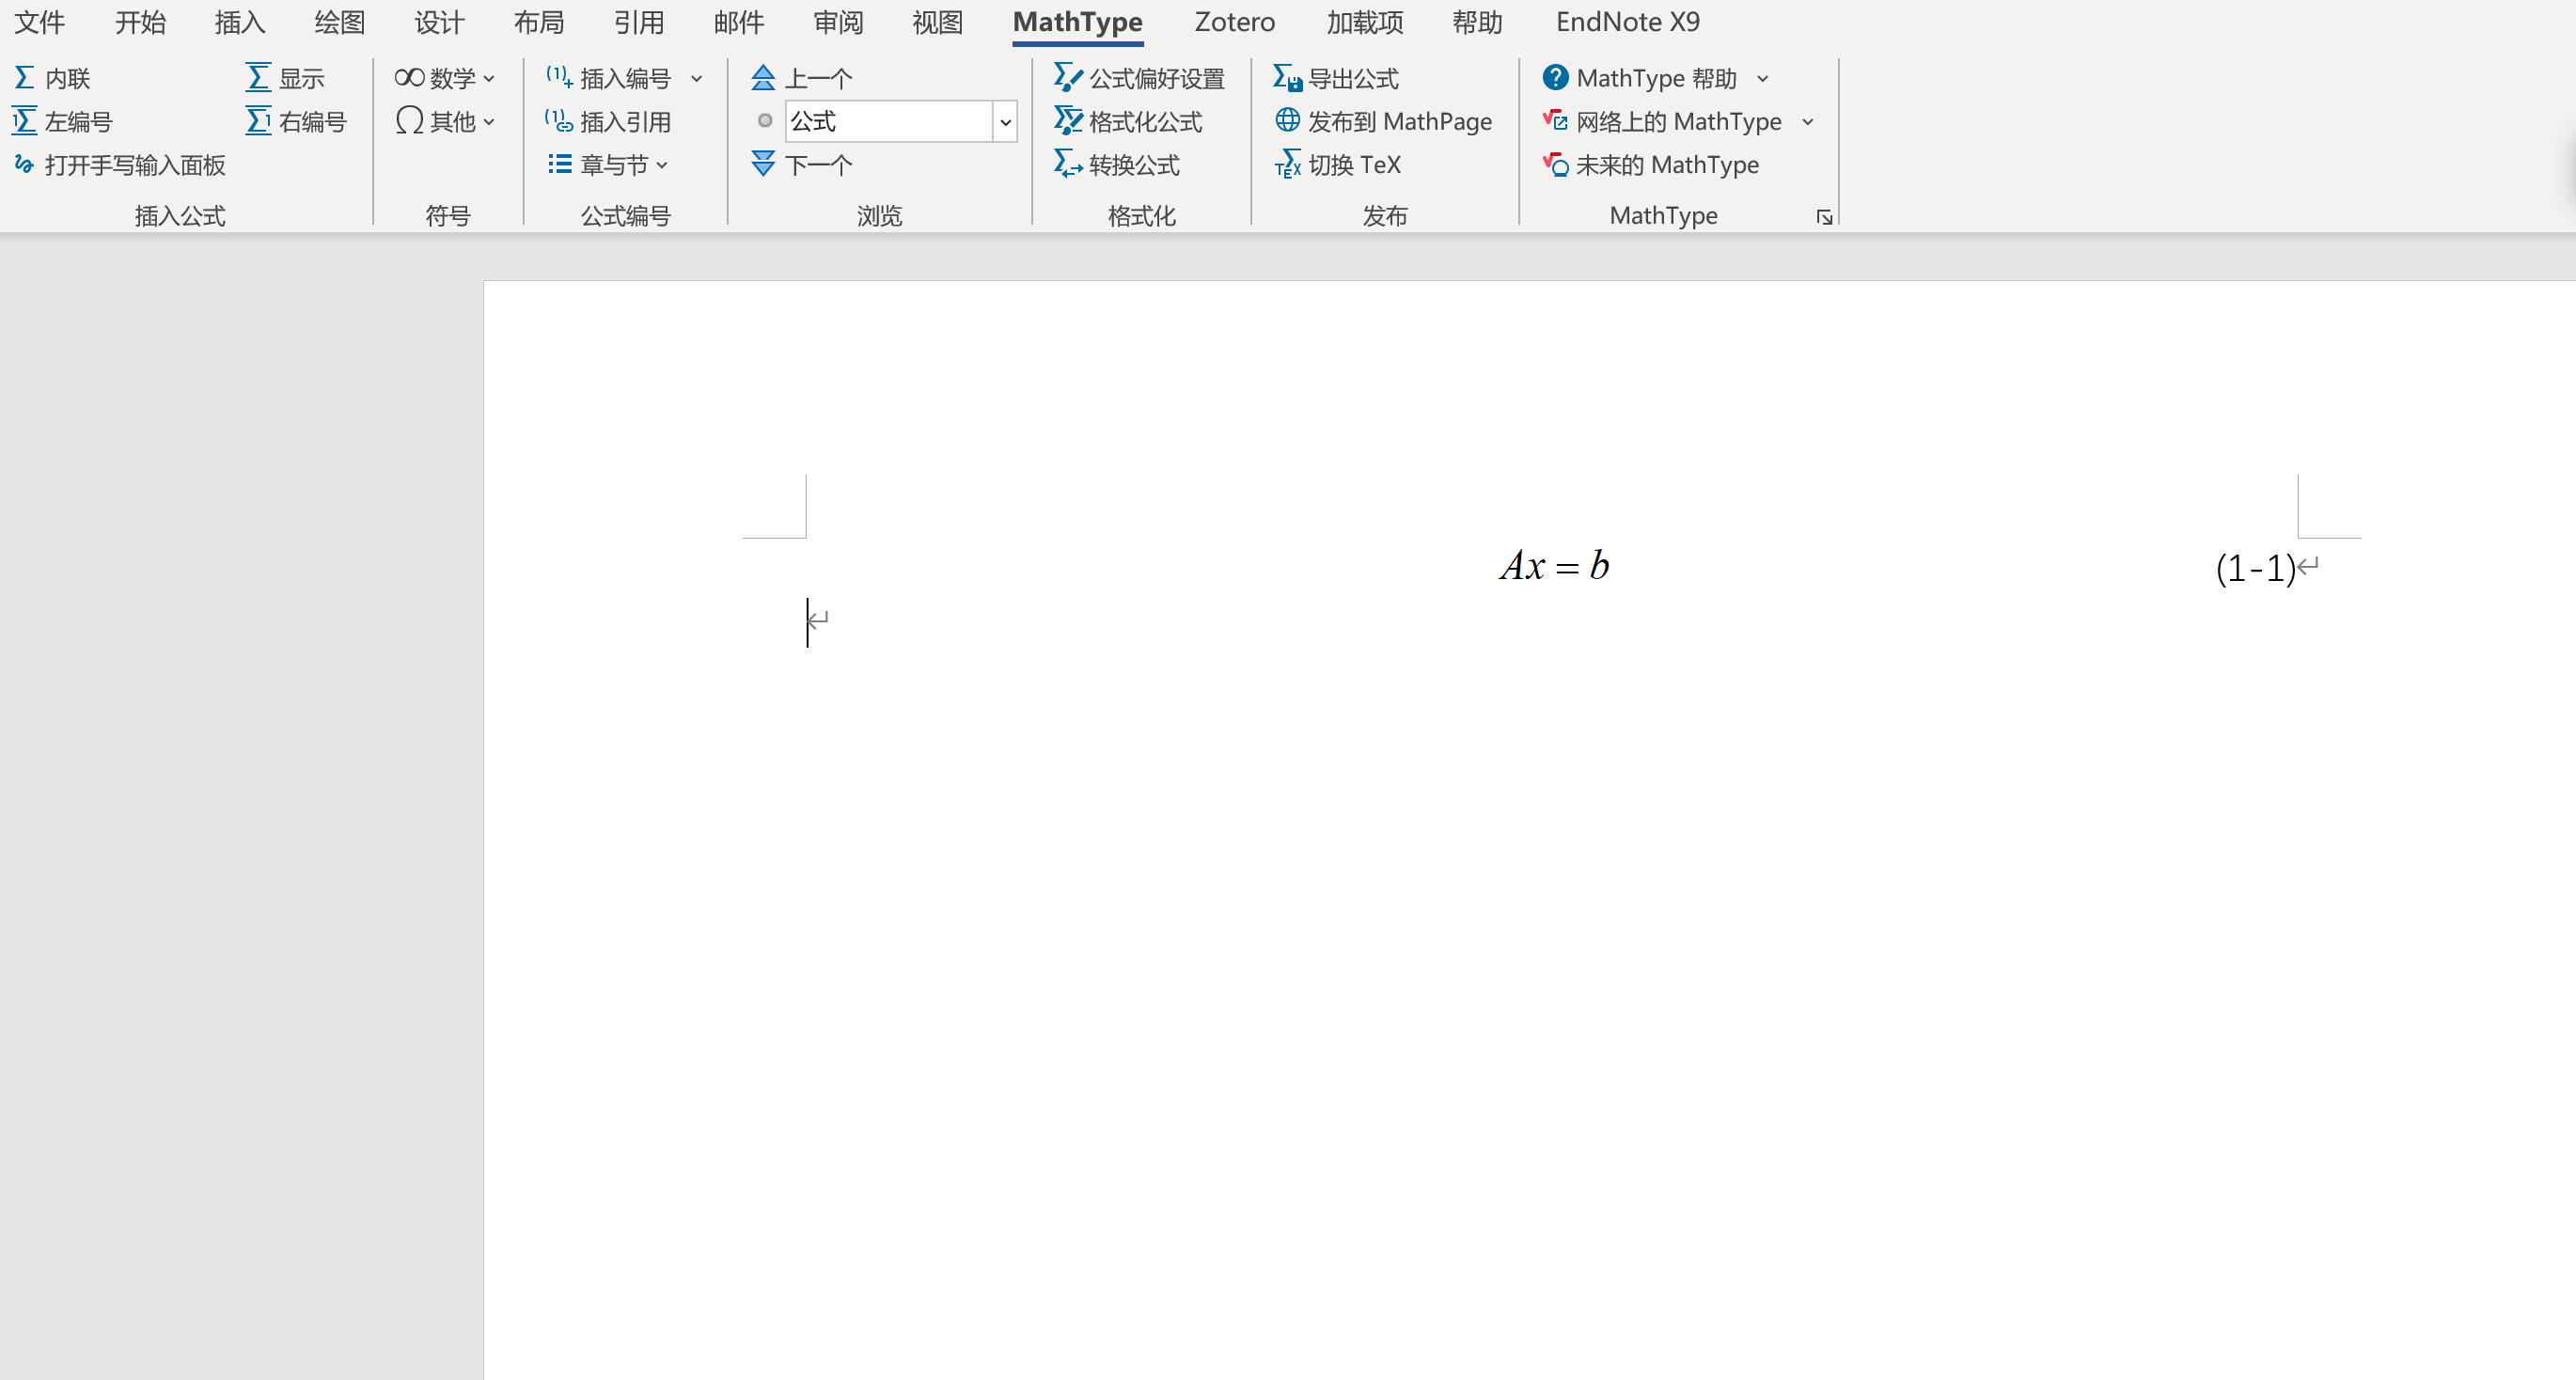 文件 开始 插入 绘图 设计 布局 引用 邮件 审阅 视图 MathType Zotero 加载项 帮助 EndNote X9
内联 显示 数学 插入编号 上一个 公式偏好设置 导出公式 MathType 帮助
左编号 右编号 其他 插入引用 公式 格式化公式 发布到 MathPage 网络上的 MathType
打开手写输入面板 章与节 下一个 转换公式 切换 TeX 未来的 MathType
插入公式 符号 公式编号 浏览 格式化 发布 MathType
Ax = b (1-1)